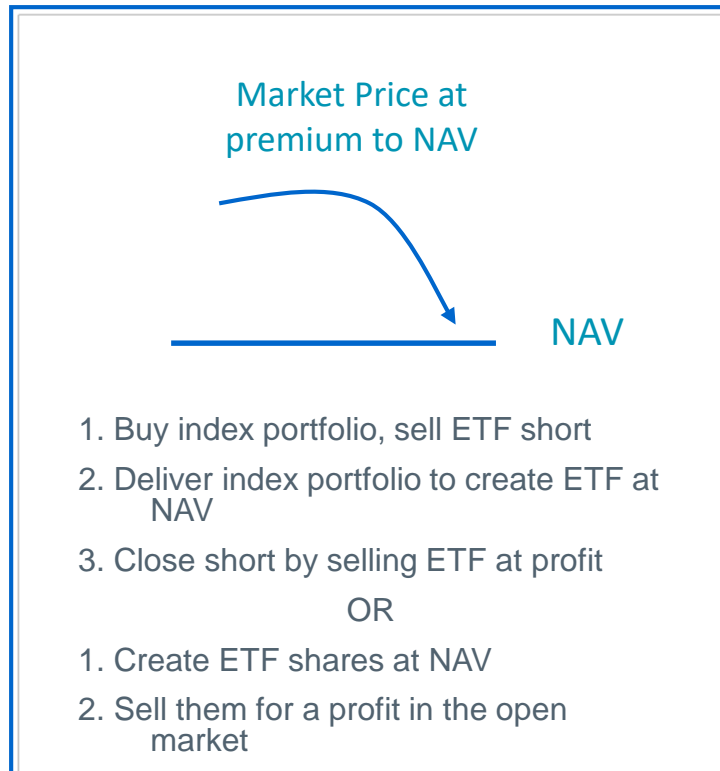 Market Price at
premium to NAV
NAV
1. Buy index portfolio, sell ETF short
2. Deliver index portfolio to create ETF at
NAV
3. Close short by selling ETF at profit
OR
1. Create ETF shares at NAV
2. Sell them for a profit in the open
market